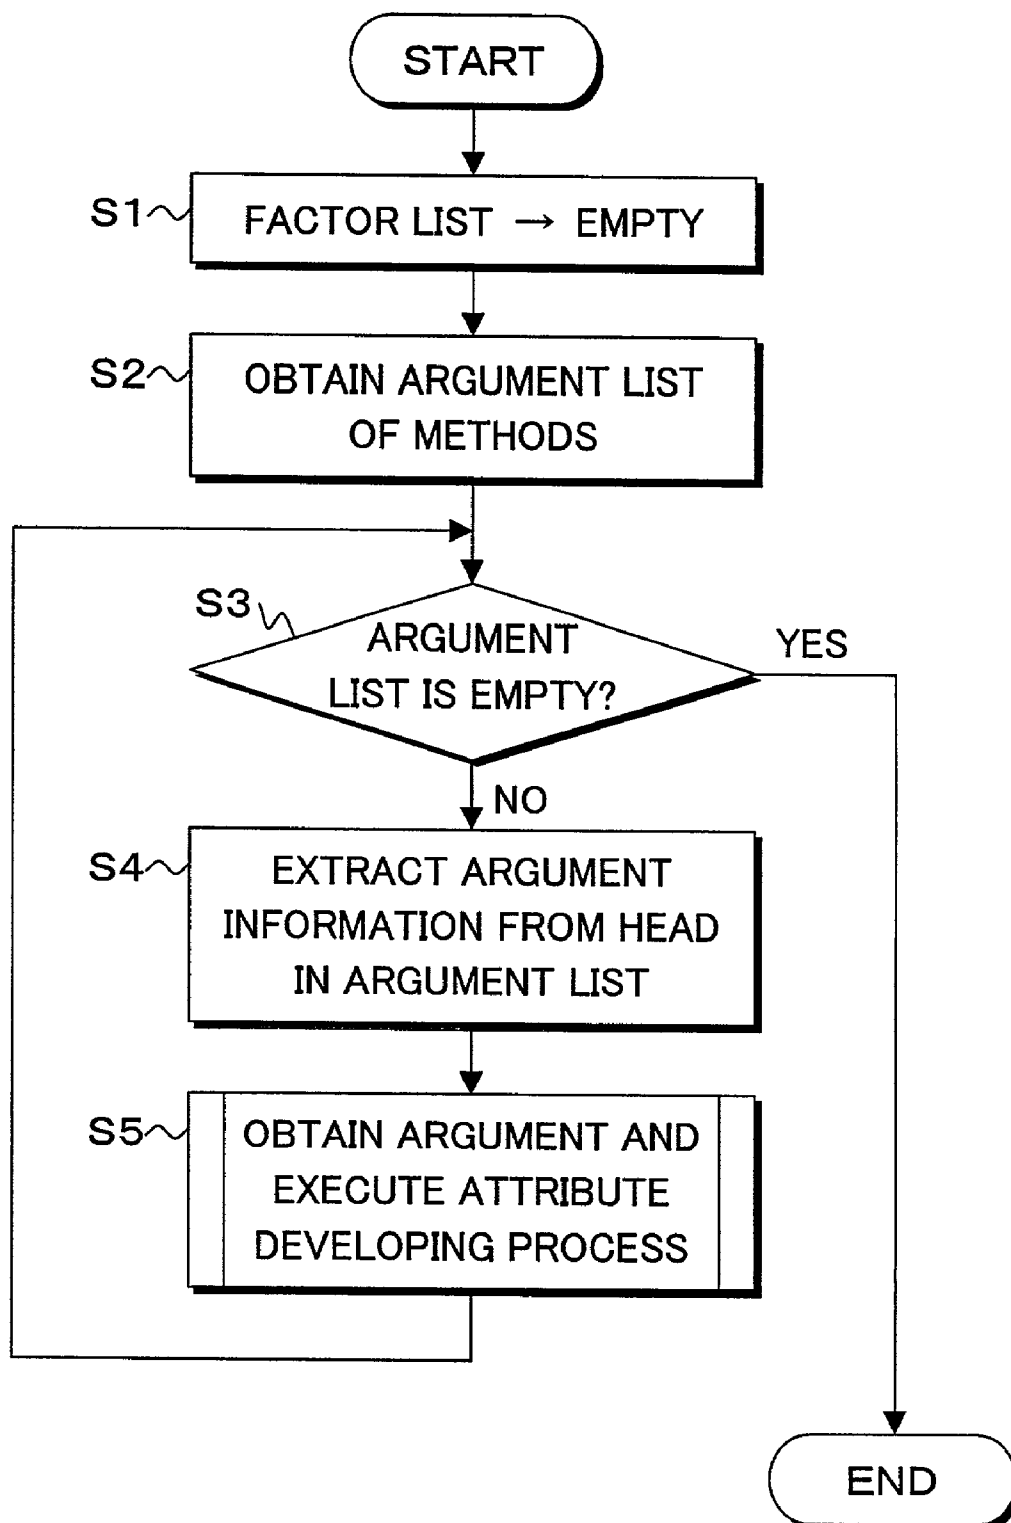 START
S1
FACTOR LIST → EMPTY
S2
OBTAIN ARGUMENT LIST
OF METHODS
S3
ARGUMENT
LIST IS EMPTY?
YES
NO
S4
EXTRACT ARGUMENT
INFORMATION FROM HEAD
IN ARGUMENT LIST
S5
OBTAIN ARGUMENT AND
EXECUTE ATTRIBUTE
DEVELOPING PROCESS
END